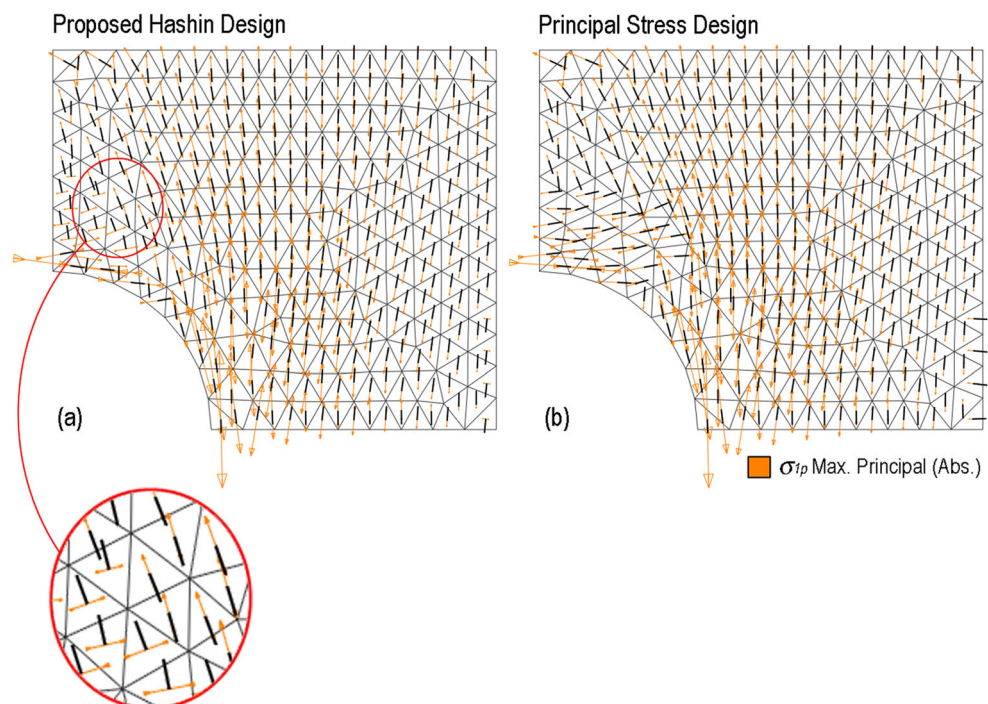 Proposed Hashin Design
Principal Stress Design
(a)
(b)
σ1p Max. Principal (Abs.)